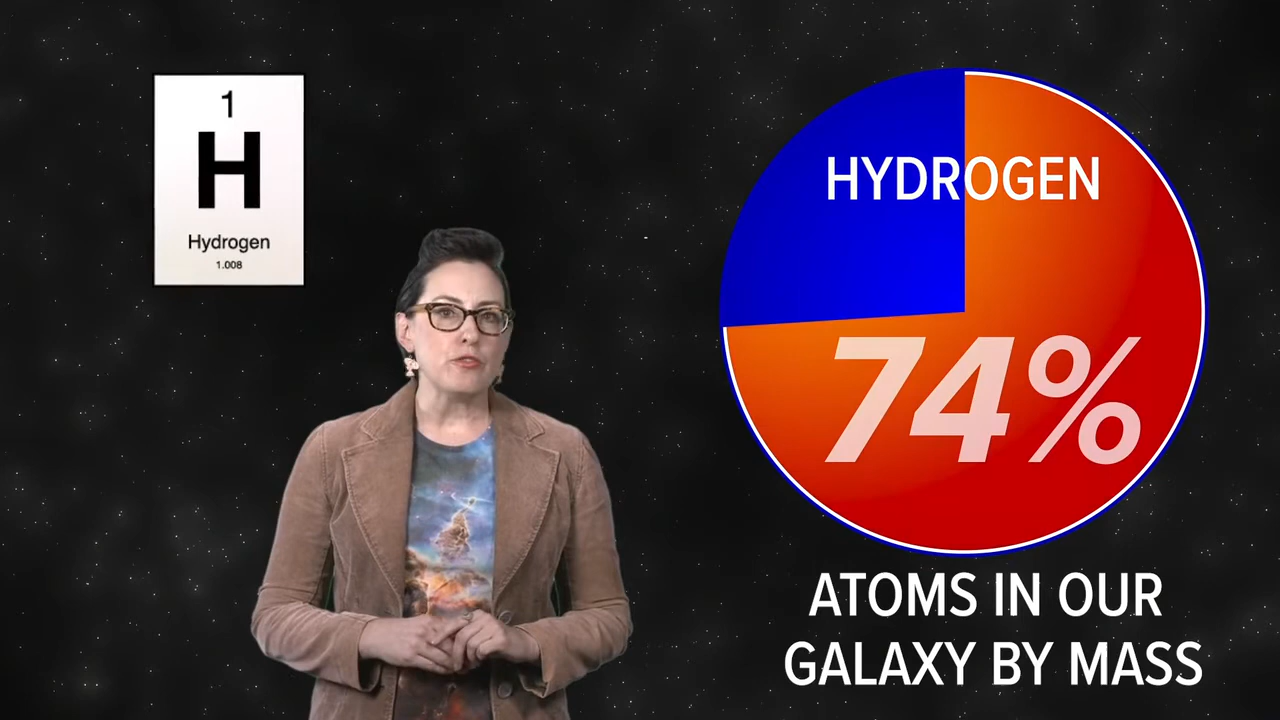 1
H
Hydrogen
1.008
HYDROGEN
74%
ATOMS IN OUR
GALAXY BY MASS